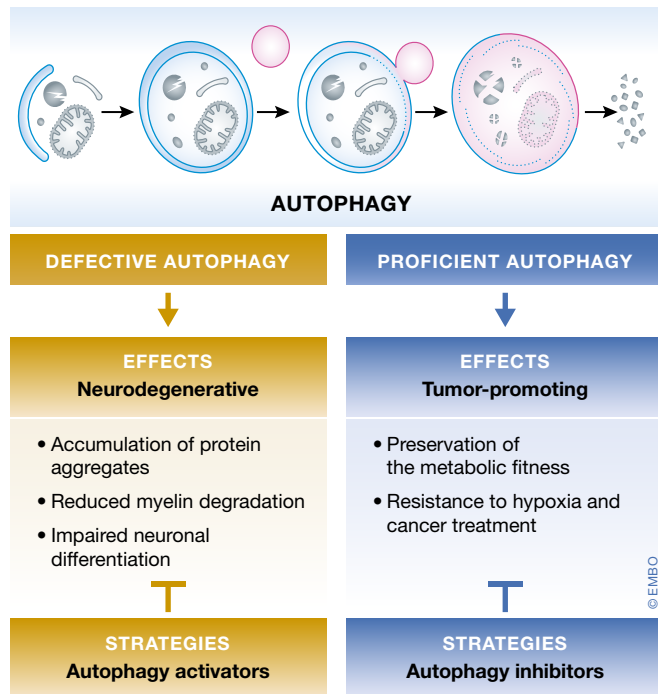 AUTOPHAGY
DEFECTIVE AUTOPHAGY
EFFECTS
Neurodegenerative
• Accumulation of protein
aggregates
• Reduced myelin degradation
• Impaired neuronal
differentiation
STRATEGIES
Autophagy activators
PROFICIENT AUTOPHAGY
EFFECTS
Tumor-promoting
• Preservation of
the metabolic fitness
• Resistance to hypoxia and
cancer treatment
STRATEGIES
Autophagy inhibitors
© EMBO